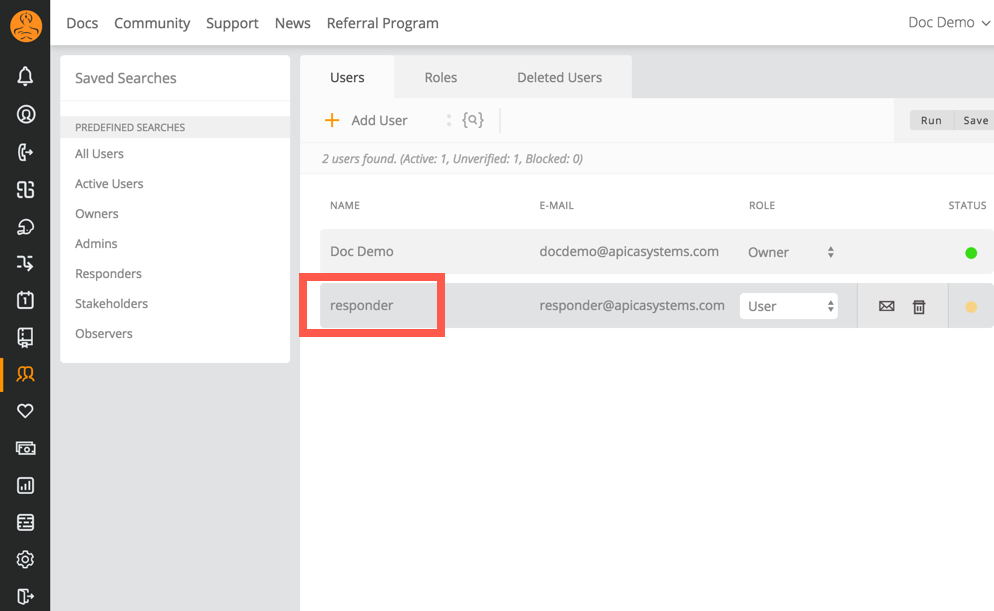 Docs Community Support News Referral Program Doc Demo
Saved Searches
PREDEFINED SEARCHES
All Users
Active Users
Owners
Admins
Responders
Stakeholders
Observers
Users Roles Deleted Users
Add User Run Save
2 users found. (Active: 1, Unverified: 1, Blocked: 0)
NAME E-MAIL ROLE STATUS
Doc Demo docdemo@apicasystems.com Owner
responder responder@apicasystems.com User